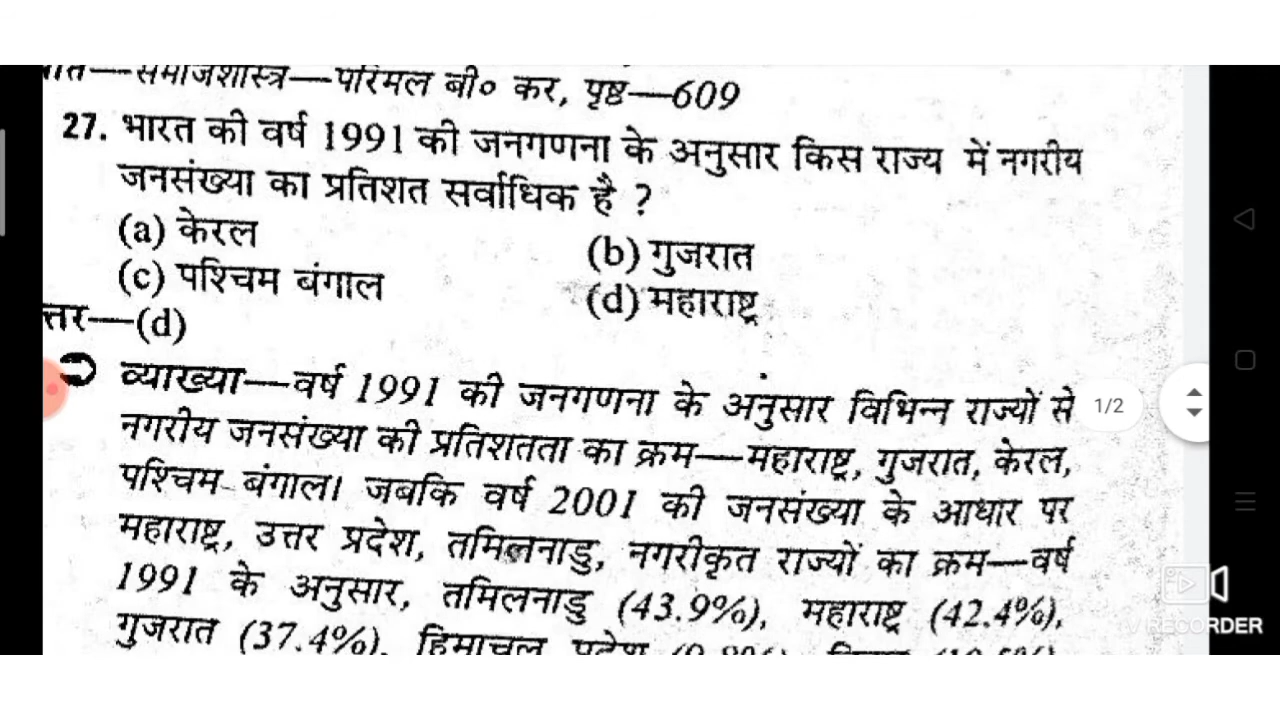 समाजशास्त्र—परिमल बी० कर, पृष्ठ—609
27. भारत की वर्ष 1991 की जनगणना के अनुसार किस राज्य में नगरीय
जनसंख्या का प्रतिशत सर्वाधिक है ?
(a) केरल (b) गुजरात
(c) पश्चिम बंगाल (d) महाराष्ट्र
त्तर—(d)
व्याख्या—वर्ष 1991 की जनगणना के अनुसार विभिन्न राज्यों से
नगरीय जनसंख्या की प्रतिशतता का क्रम—महाराष्ट्र, गुजरात, केरल,
पश्चिम बंगाल। जबकि वर्ष 2001 की जनसंख्या के आधार पर
महाराष्ट्र, उत्तर प्रदेश, तमिलनाडु, नगरीकृत राज्यों का क्रम—वर्ष
1991 के अनुसार, तमिलनाडु (43.9%), महाराष्ट्र (42.4%),
गुजरात (37.4%), हिमाचल प्रदेश
1/2
RECORDER